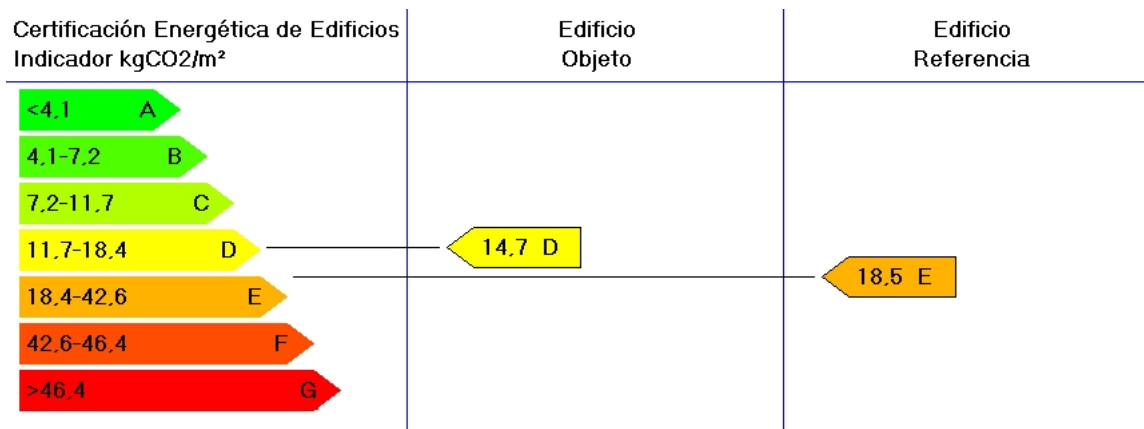 Certificación Energética de Edificios
Indicador kgCO2/m²
Edificio
Objeto
Edificio
Referencia
<4,1 A
4,1-7,2 B
7,2-11,7 C
11,7-18,4 D
14,7 D
18,4-42,6 E
18,5 E
42,6-46,4 F
>46,4 G